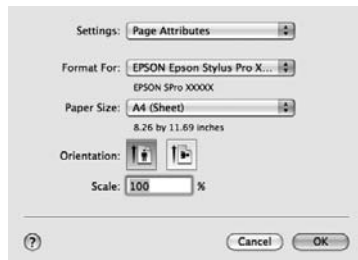 Settings: Page Attributes
Format For: EPSON Epson Stylus Pro X...
EPSON SPro XXXXX
Paper Size: A4 (Sheet)
8.26 by 11.69 inches
Orientation:
Scale: 100 %
? Cancel OK